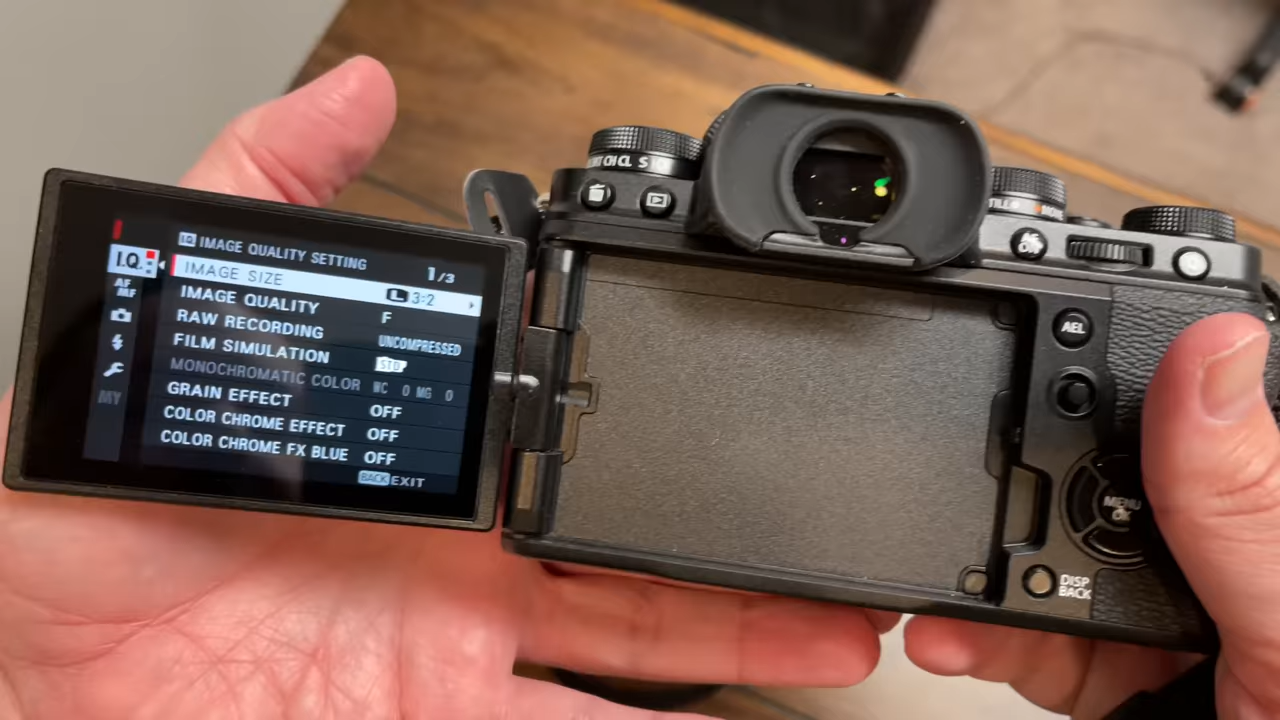 CH CL S
I.Q. IMAGE QUALITY SETTING 1/3
I.Q.
IMAGE SIZE L 3:2
AF MF
IMAGE QUALITY F
RAW RECORDING UNCOMPRESSED
FILM SIMULATION STD
MONOCHROMATIC COLOR WC 0 MG 0
MY
GRAIN EFFECT OFF
COLOR CHROME EFFECT OFF
COLOR CHROME FX BLUE OFF
BACK EXIT
AEL
MENU
OK
DISP
BACK